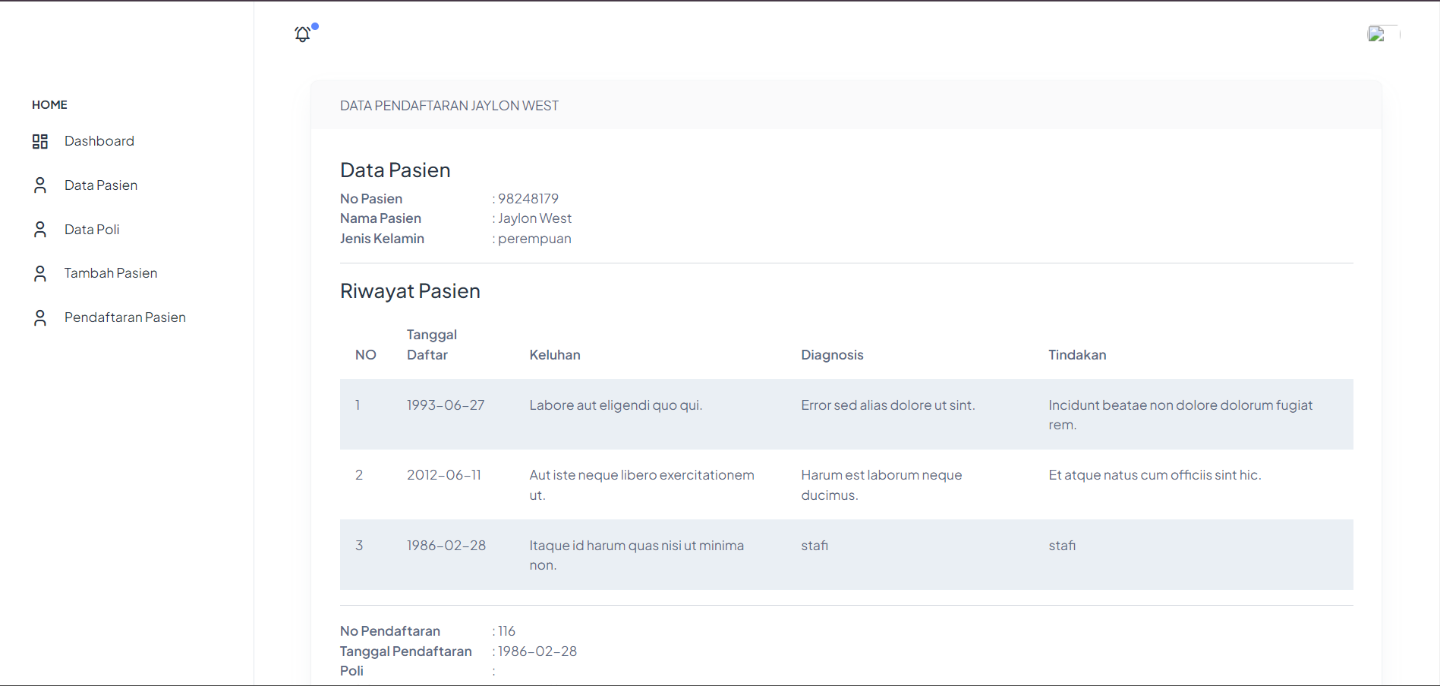 HOME
Dashboard
Data Pasien
Data Poli
Tambah Pasien
Pendaftaran Pasien
DATA PENDAFTARAN JAYLON WEST
Data Pasien
No Pasien : 98248179
Nama Pasien : Jaylon West
Jenis Kelamin : perempuan
Riwayat Pasien
NO Tanggal Daftar Keluhan Diagnosis Tindakan
1 1993-06-27 Labore aut eligendi quo qui. Error sed alias dolore ut sint. Incidunt beatae non dolore dolorum fugiat rem.
2 2012-06-11 Aut iste neque libero exercitationem ut. Harum est laborum neque ducimus. Et atque natus cum officiis sint hic.
3 1986-02-28 Itaque id harum quas nisi ut minima non. stafi stafi
No Pendaftaran : 116
Tanggal Pendaftaran : 1986-02-28
Poli :